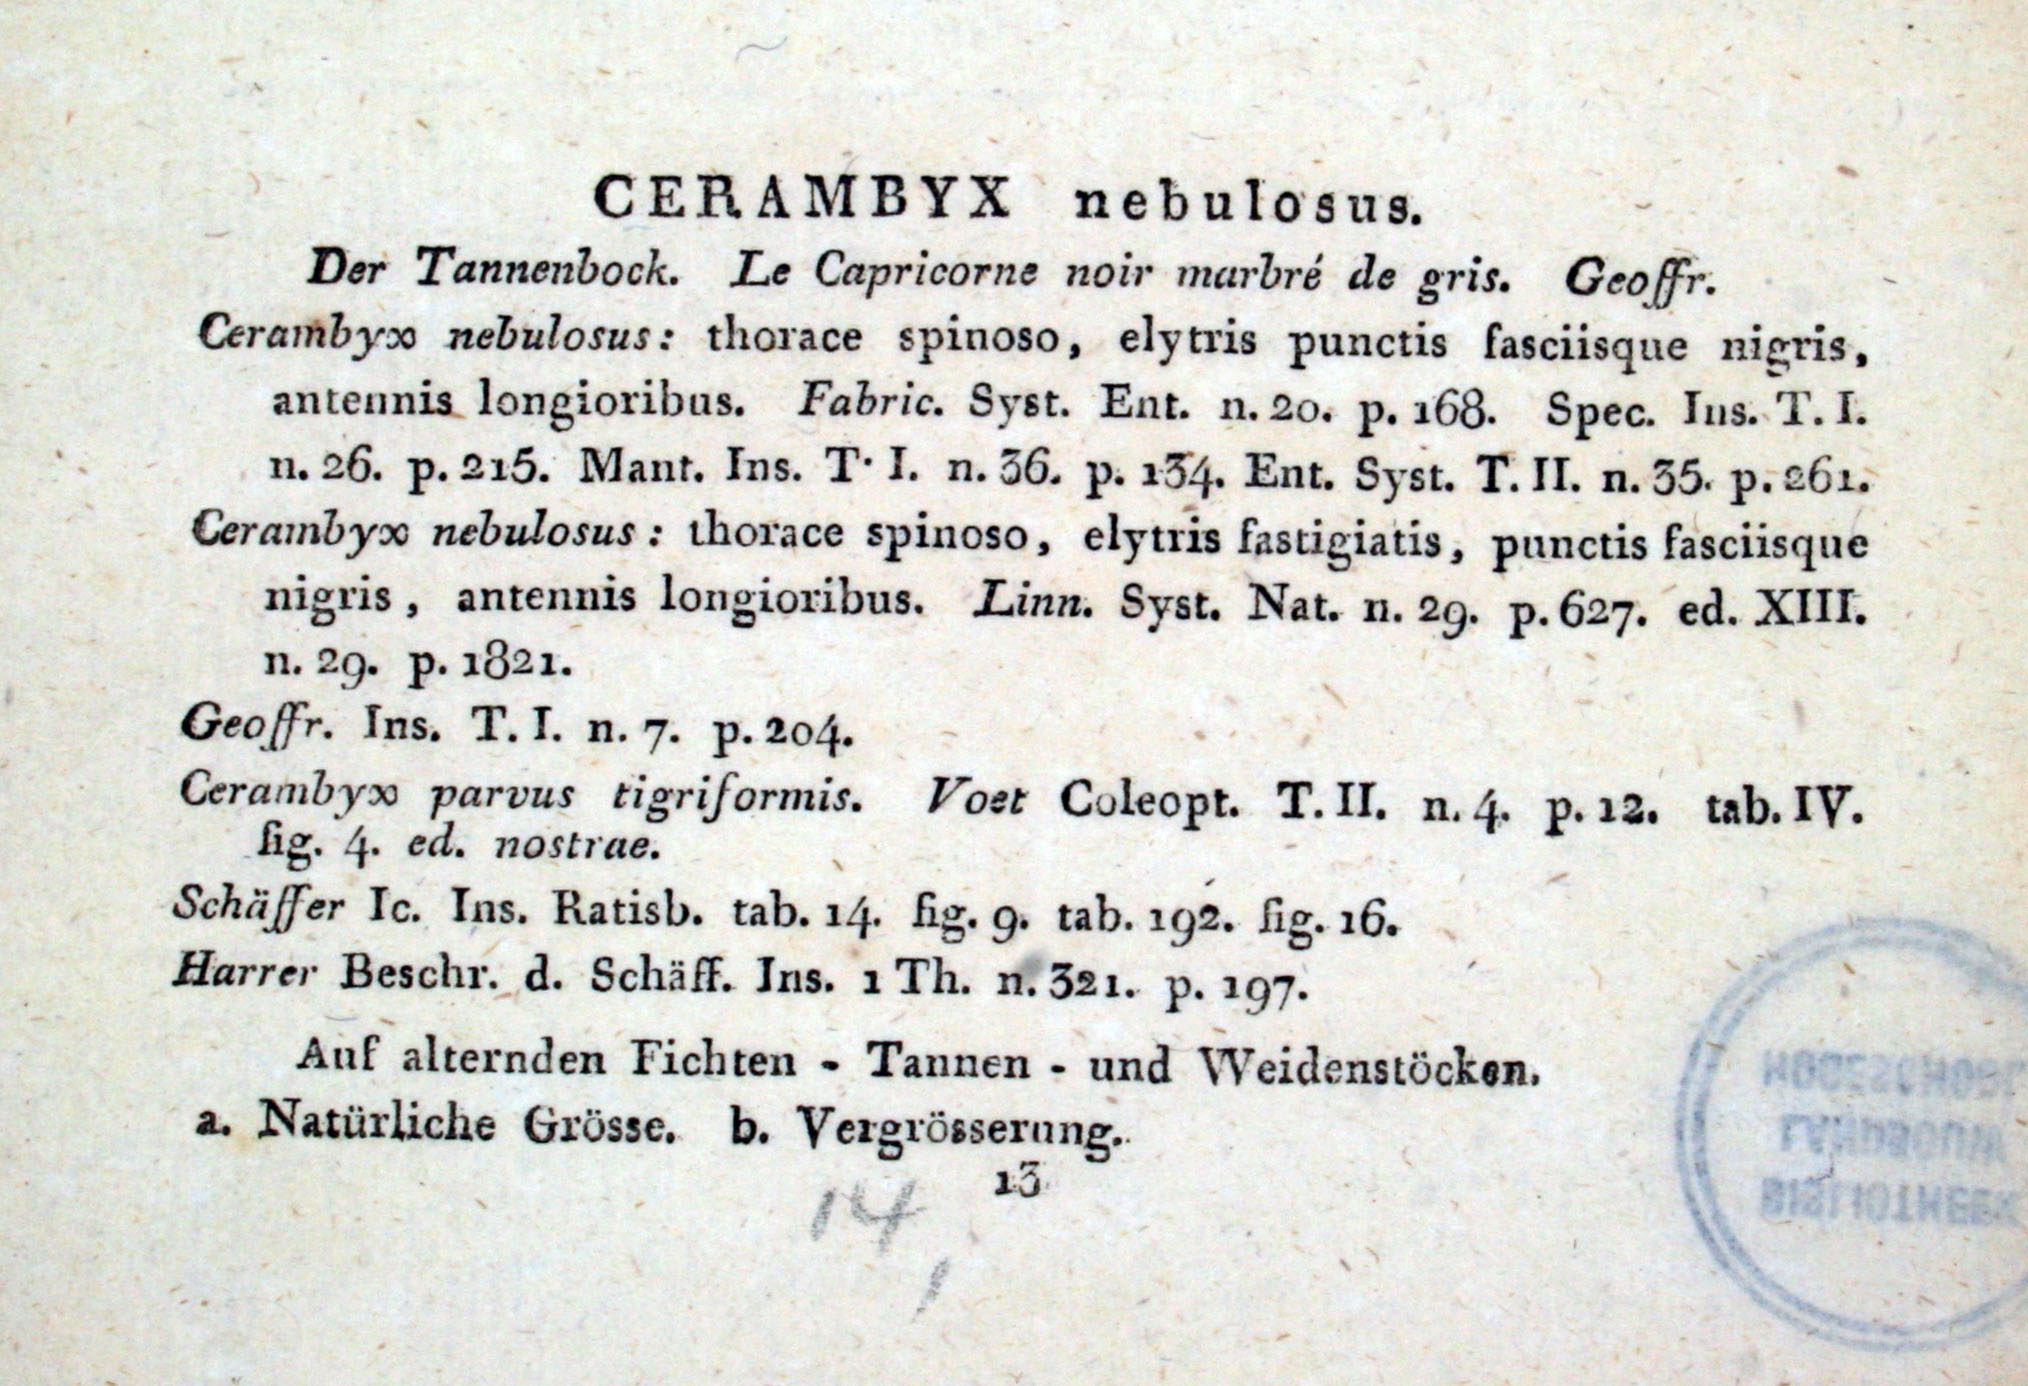 CERAMBYX nebulosus.
Der Tannenbock. Le Capricorne noir marbré de gris. Geoffr.
Cerambyx nebulosus: thorace spinoso, elytris punctis fasciisque nigris,
antennis longioribus. Fabric. Syst. Ent. n. 20. p. 168. Spec. Ins. T. I.
n. 26. p. 215. Mant. Ins. T. I. n. 36. p. 134. Ent. Syst. T. II. n. 35. p. 261.
Cerambyx nebulosus: thorace spinoso, elytris fastigiatis, punctis fasciisque
nigris, antennis longioribus. Linn. Syst. Nat. n. 29. p. 627. ed. XIII.
n. 29. p. 1821.
Geoffr. Ins. T. I. n. 7. p. 204.
Cerambyx parvus tigriformis. Voet Coleopt. T. II. n. 4. p. 12. tab. IV.
fig. 4. ed. nostrae.
Schäffer Ic. Ins. Ratisb. tab. 14. fig. 9. tab. 192. fig. 16.
Harrer Beschr. d. Schäff. Ins. 1 Th. n. 321. p. 197.
Auf alternden Fichten - Tannen - und Weidenstöcken.
a. Natürliche Grösse. b. Vergrösserung.
13
14
LANDBOUW
BIBLIOTHEEK